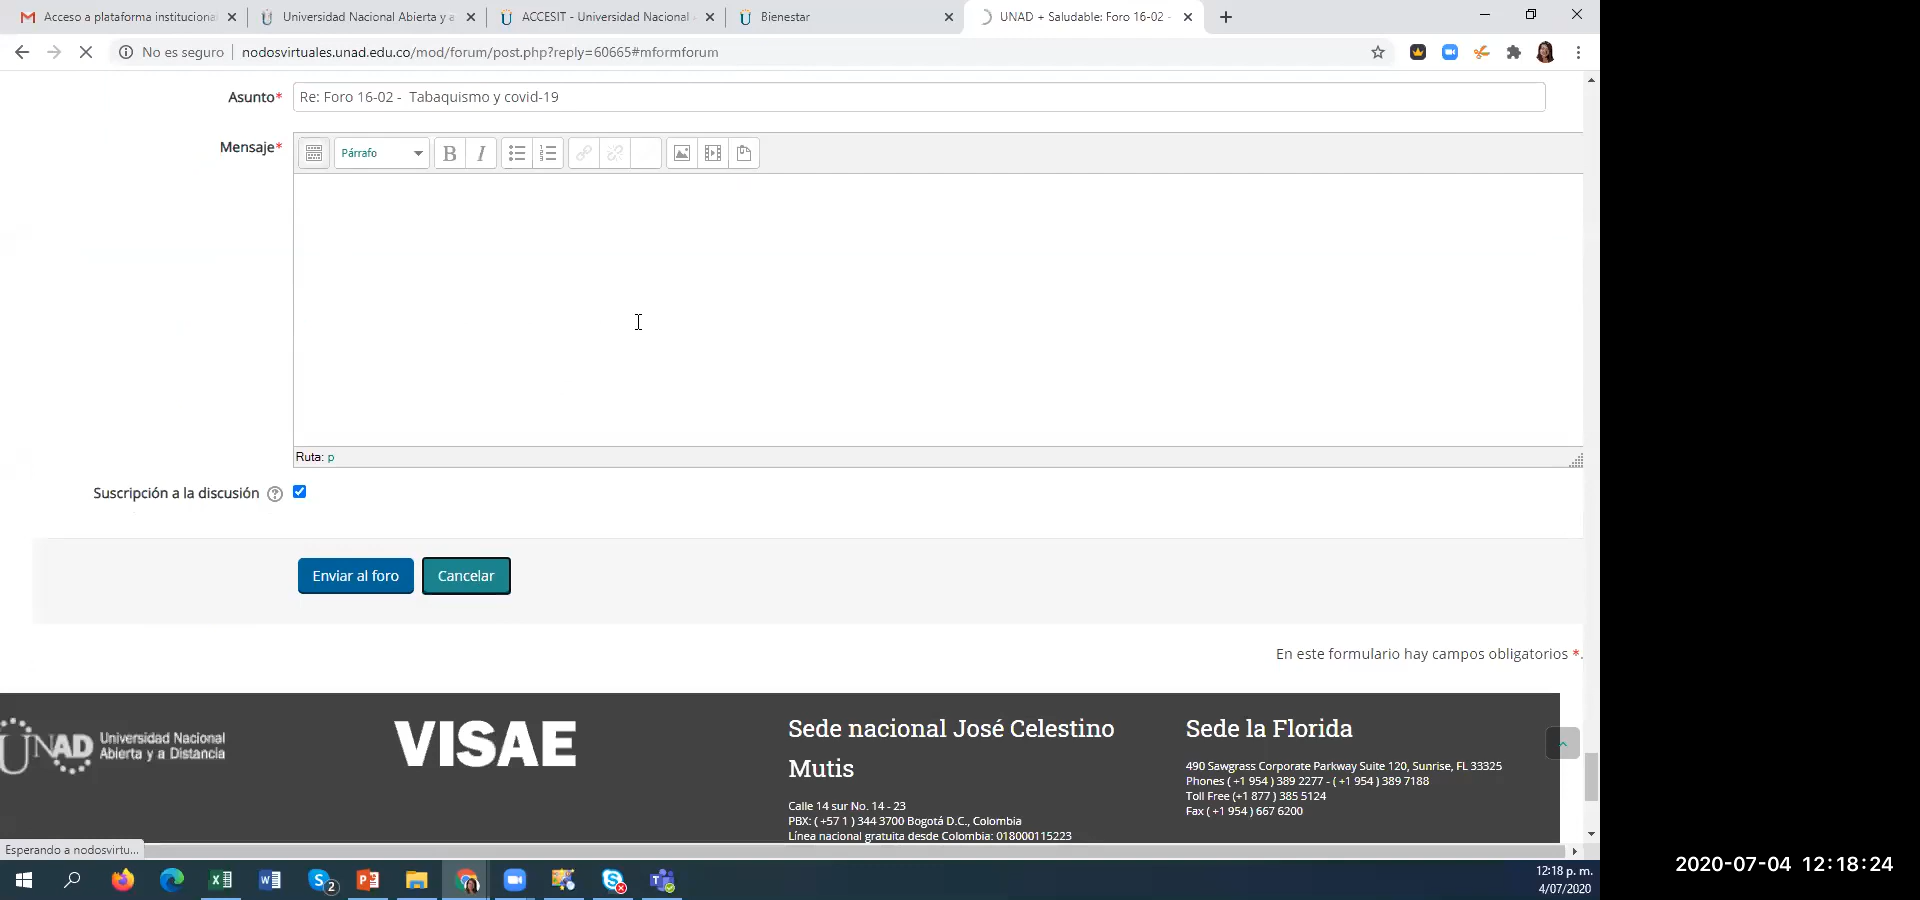 Acceso a plataforma instituciona
Universidad Nacional Abierta y a
ACCESIT - Universidad Nacional
Bienestar
UNAD + Saludable: Foro 16-02 -
No es seguro
nodosvirtuales.unad.edu.co/mod/forum/post.php?reply=60665#mformforum
Asunto*
Re: Foro 16-02 -  Tabaquismo y covid-19
Mensaje*
Párrafo
B I
Ruta: p
Suscripción a la discusión
Enviar al foro
Cancelar
En este formulario hay campos obligatorios *.
UNAD
Universidad Nacional
Abierta y a Distancia
VISAE
Sede nacional José Celestino
Mutis
Calle 14 sur No. 14 - 23
PBX: ( +57 1 ) 344 3700 Bogotá D.C., Colombia
Línea nacional gratuita desde Colombia: 018000115223
Sede la Florida
490 Sawgrass Corporate Parkway Suite 120, Sunrise, FL 33325
Phones ( +1 954 ) 389 2277 - ( +1 954 ) 389 7188
Toll Free (+1 877 ) 385 5124
Fax ( +1 954 ) 667 6200
Esperando a nodosvirtu...
2
12:18 p. m.
4/07/2020
2020-07-04 12:18:24